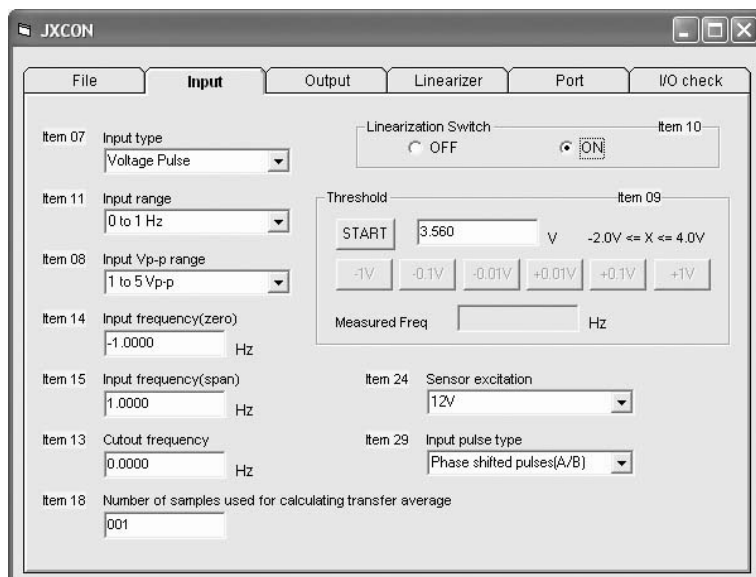 JXCON
File Input Output Linearizer Port I/O check
Item 07 Input type
Voltage Pulse
Linearization Switch Item 10
OFF ON
Item 11 Input range
0 to 1 Hz
Threshold Item 09
START 3.560 V -2.0V <= X <= 4.0V
Item 08 Input Vp-p range
1 to 5 Vp-p
-1V -0.1V -0.01V +0.01V +0.1V +1V
Item 14 Input frequency(zero)
-1.0000 Hz
Measured Freq Hz
Item 15 Input frequency(span)
1.0000 Hz
Item 24 Sensor excitation
12V
Item 13 Cutout frequency
0.0000 Hz
Item 29 Input pulse type
Phase shifted pulses(A/B)
Item 18 Number of samples used for calculating transfer average
001